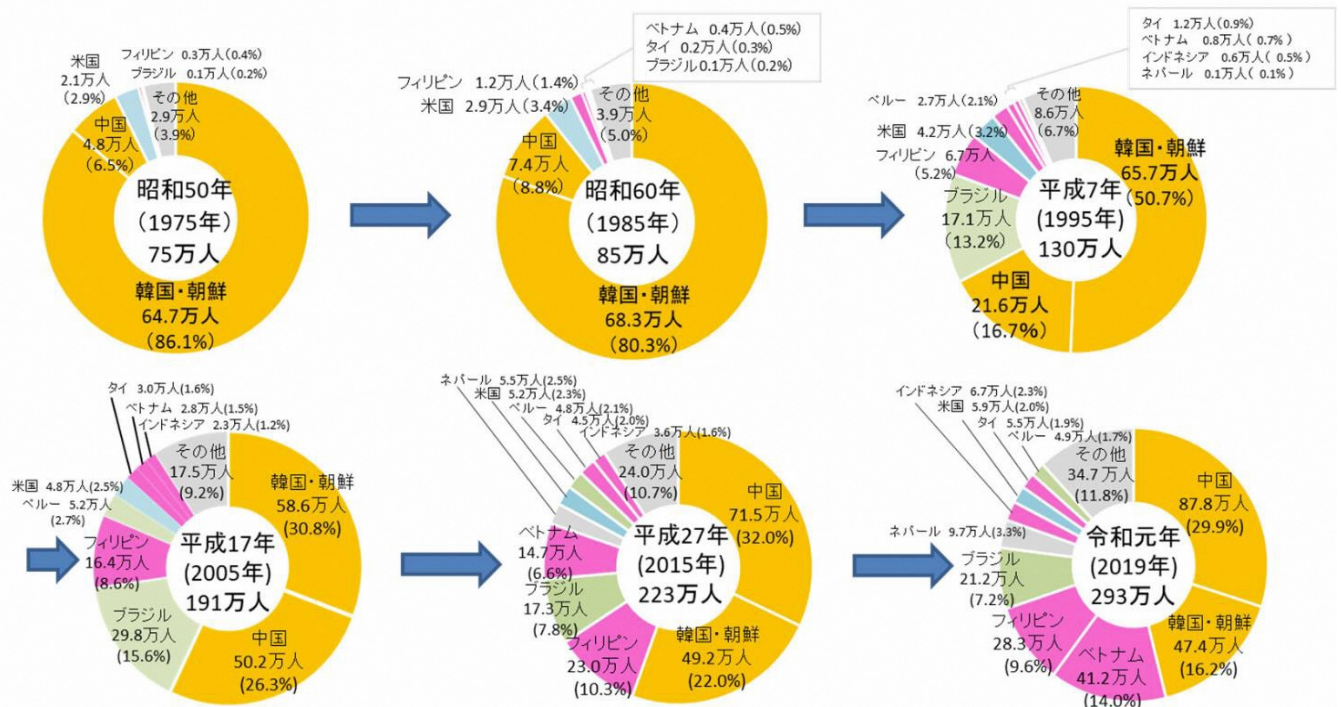 米国
2.1万人
(2.9%)
フィリピン 0.3万人(0.4%)
ブラジル 0.1万人(0.2%)
その他
2.9万人
(3.9%)
中国
4.8万人
(6.5%)
昭和50年
(1975年)
75万人
韓国・朝鮮
64.7万人
(86.1%)
ベトナム 0.4万人(0.5%)
タイ 0.2万人(0.3%)
ブラジル0.1万人(0.2%)
フィリピン 1.2万人(1.4%)
米国 2.9万人(3.4%)
その他
3.9万人
(5.0%)
中国
7.4万人
(8.8%)
昭和60年
(1985年)
85万人
韓国・朝鮮
68.3万人
(80.3%)
タイ 1.2万人(0.9%)
ベトナム 0.8万人( 0.7%)
インドネシア 0.6万人( 0.5%)
ネパール 0.1万人( 0.1%)
ペルー 2.7万人(2.1%)
米国 4.2万人(3.2%)
フィリピン 6.7万人
(5.2%)
その他
8.6万人
(6.7%)
韓国・朝鮮
65.7万人
(50.7%)
ブラジル
17.1万人
(13.2%)
平成7年
(1995年)
130万人
中国
21.6万人
(16.7%)
タイ 3.0万人(1.6%)
ベトナム 2.8万人(1.5%)
インドネシア 2.3万人(1.2%)
その他
17.5万人
(9.2%)
米国 4.8万人(2.5%)
ペルー 5.2万人
(2.7%)
韓国・朝鮮
58.6万人
(30.8%)
フィリピン
16.4万人
(8.6%)
平成17年
(2005年)
191万人
ブラジル
29.8万人
(15.6%)
中国
50.2万人
(26.3%)
ネパール 5.5万人(2.5%)
米国 5.2万人(2.3%)
ペルー 4.8万人(2.1%)
タイ 4.5万人(2.0%)
インドネシア 3.6万人(1.6%)
その他
24.0万人
(10.7%)
中国
71.5万人
(32.0%)
ベトナム
14.7万人
(6.6%)
平成27年
(2015年)
223万人
ブラジル
17.3万人
(7.8%)
フィリピン
23.0万人
(10.3%)
韓国・朝鮮
49.2万人
(22.0%)
インドネシア 6.7万人(2.3%)
米国 5.9万人(2.0%)
タイ 5.5万人(1.9%)
ペルー 4.9万人(1.7%)
その他
34.7万人
(11.8%)
中国
87.8万人
(29.9%)
ネパール 9.7万人(3.3%)
ブラジル
21.2万人
(7.2%)
令和元年
(2019年)
293万人
フィリピン
28.3万人
(9.6%)
ベトナム
41.2万人
(14.0%)
韓国・朝鮮
47.4万人
(16.2%)